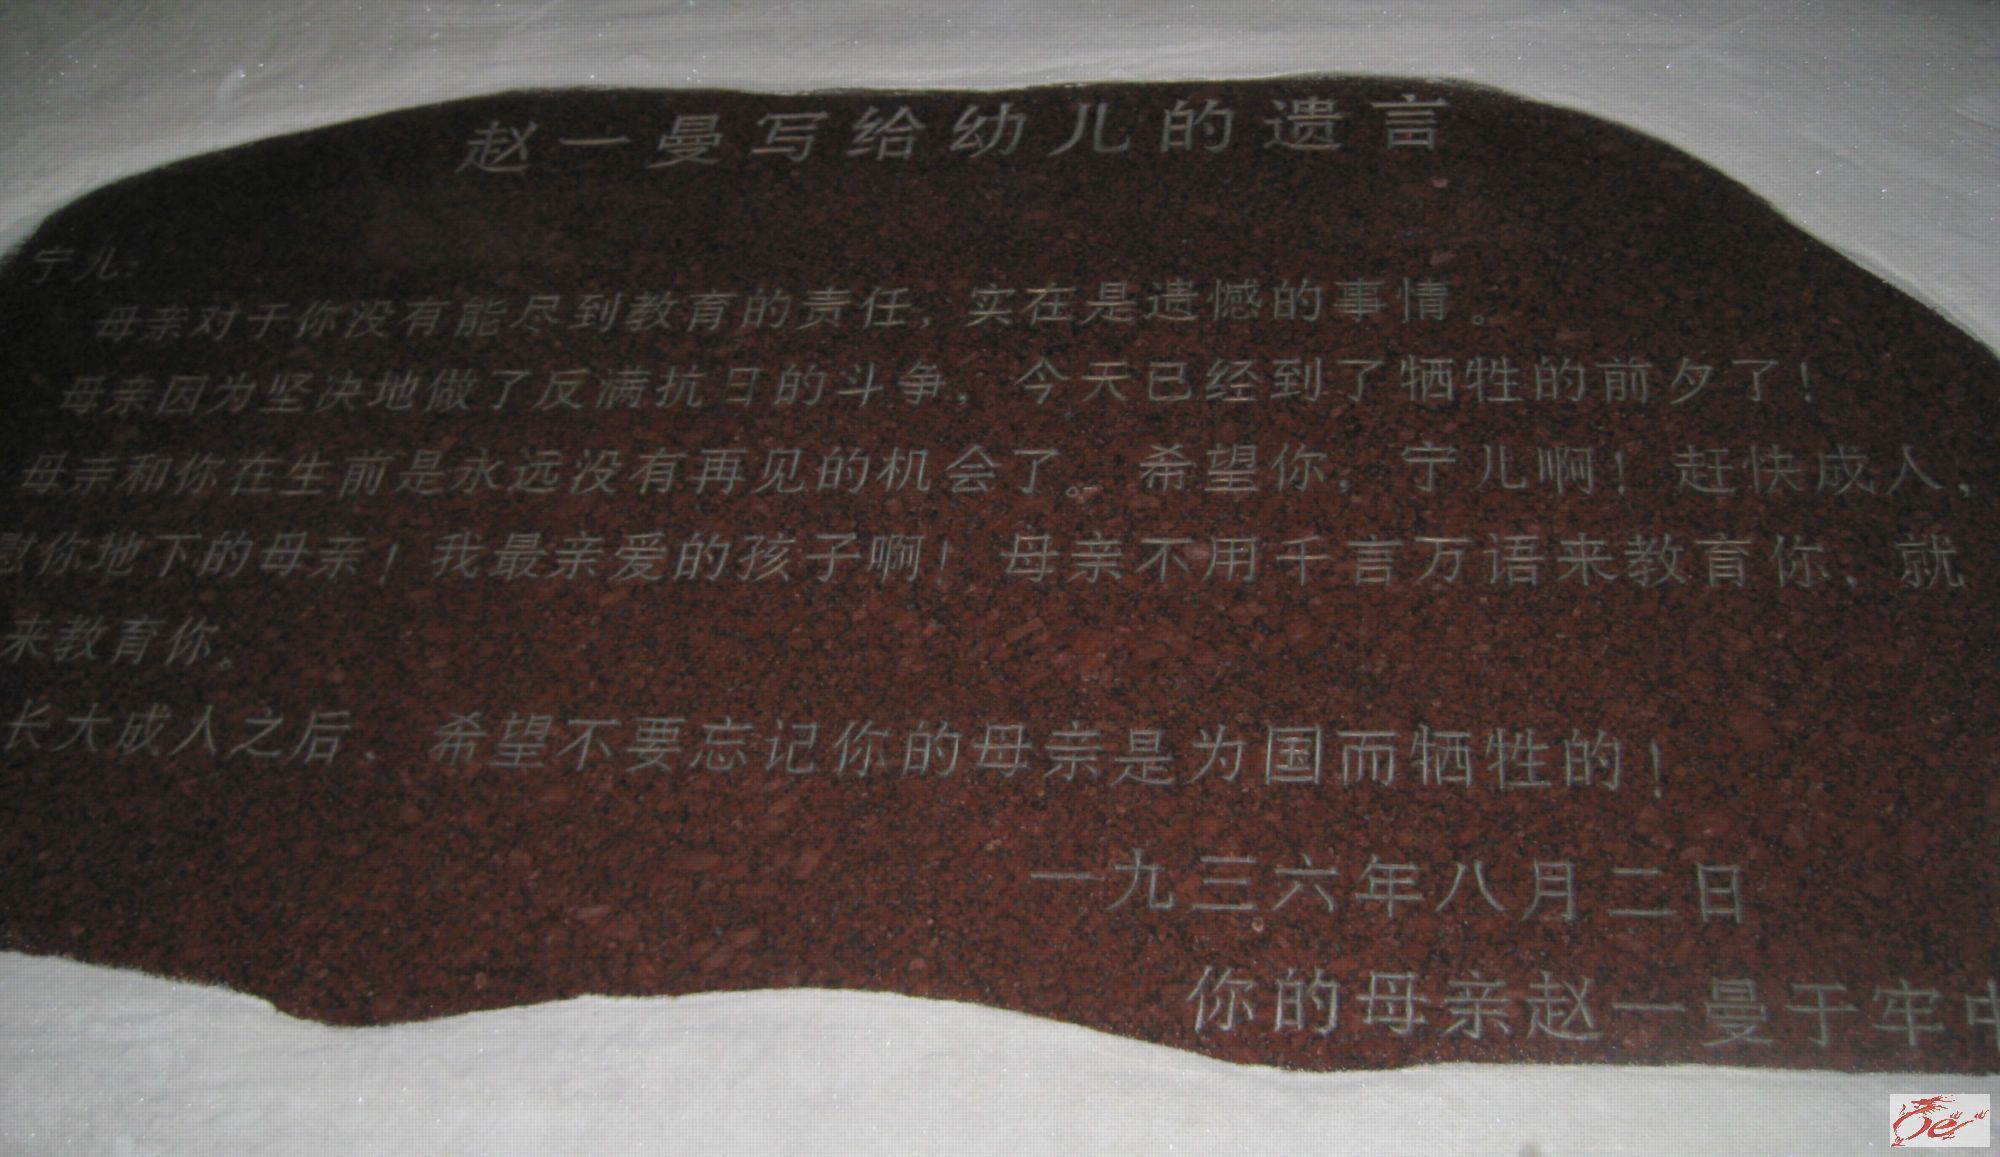 赵一曼写给幼儿的遗言
宁儿：
母亲对于你没有能尽到教育的责任，实在是遗憾的事情。
母亲因为坚决地做了反满抗日的斗争，今天已经到了牺牲的前夕了！
母亲和你在生前是永远没有再见的机会了。希望你，宁儿啊！赶快成人，
慰你地下的母亲！我最亲爱的孩子啊！母亲不用千言万语来教育你，就
来教育你。
长大成人之后，希望不要忘记你的母亲是为国而牺牲的！
一九三六年八月二日
你的母亲赵一曼于牢中